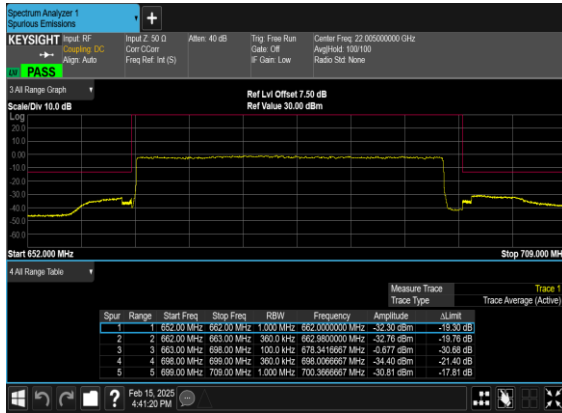 Spectrum Analyzer 1
Spurious Emissions
KEYSIGHT Input: RF Input Z: 50 Ω Atten: 40 dB Trig: Free Run Center Freq: 22.005000000 GHz
Coupling: DC Corr CCorr Gate: Off Avg|Hold: 100/100
Align: Auto Freq Ref: Int (S) IF Gain: Low Radio Std: None
PASS
3 All Range Graph
Ref Lvl Offset 7.50 dB
Scale/Div 10.0 dB Ref Value 30.00 dBm
Log
20.0
10.0
0.00
-10.0
-20.0
-30.0
-40.0
-50.0
-60.0
Start 652.000 MHz Stop 709.000 MH
4 All Range Table
Measure Trace Trace 1
Trace Type Trace Average (Active)
Spur Range Start Freq Stop Freq RBW Frequency Amplitude ΔLimit
1 1 652.00 MHz 662.00 MHz 1.000 MHz 662.0000000 MHz -32.30 dBm -19.30 dB
2 2 662.00 MHz 663.00 MHz 360.0 kHz 662.9800000 MHz -32.76 dBm -19.76 dB
3 3 663.00 MHz 698.00 MHz 100.0 kHz 678.3416667 MHz -0.677 dBm -30.68 dB
4 4 698.00 MHz 699.00 MHz 360.0 kHz 698.0066667 MHz -34.40 dBm -21.40 dB
5 5 699.00 MHz 709.00 MHz 1.000 MHz 700.3666667 MHz -30.81 dBm -17.81 dB
Feb 15, 2025
4:41:20 PM